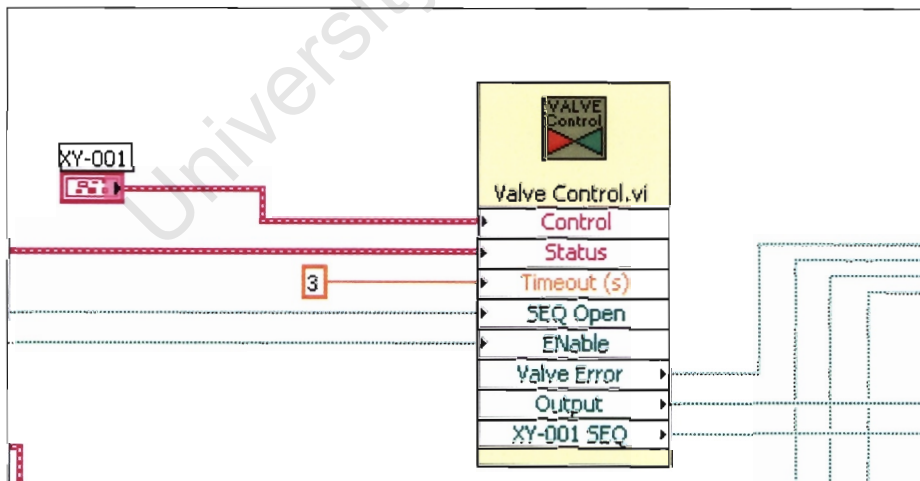 University
XY-001
VALVE
Control
Valve Control.vi
Control
Status
3
Timeout (s)
SEQ Open
ENable
Valve Error
Output
XY-001 SEQ